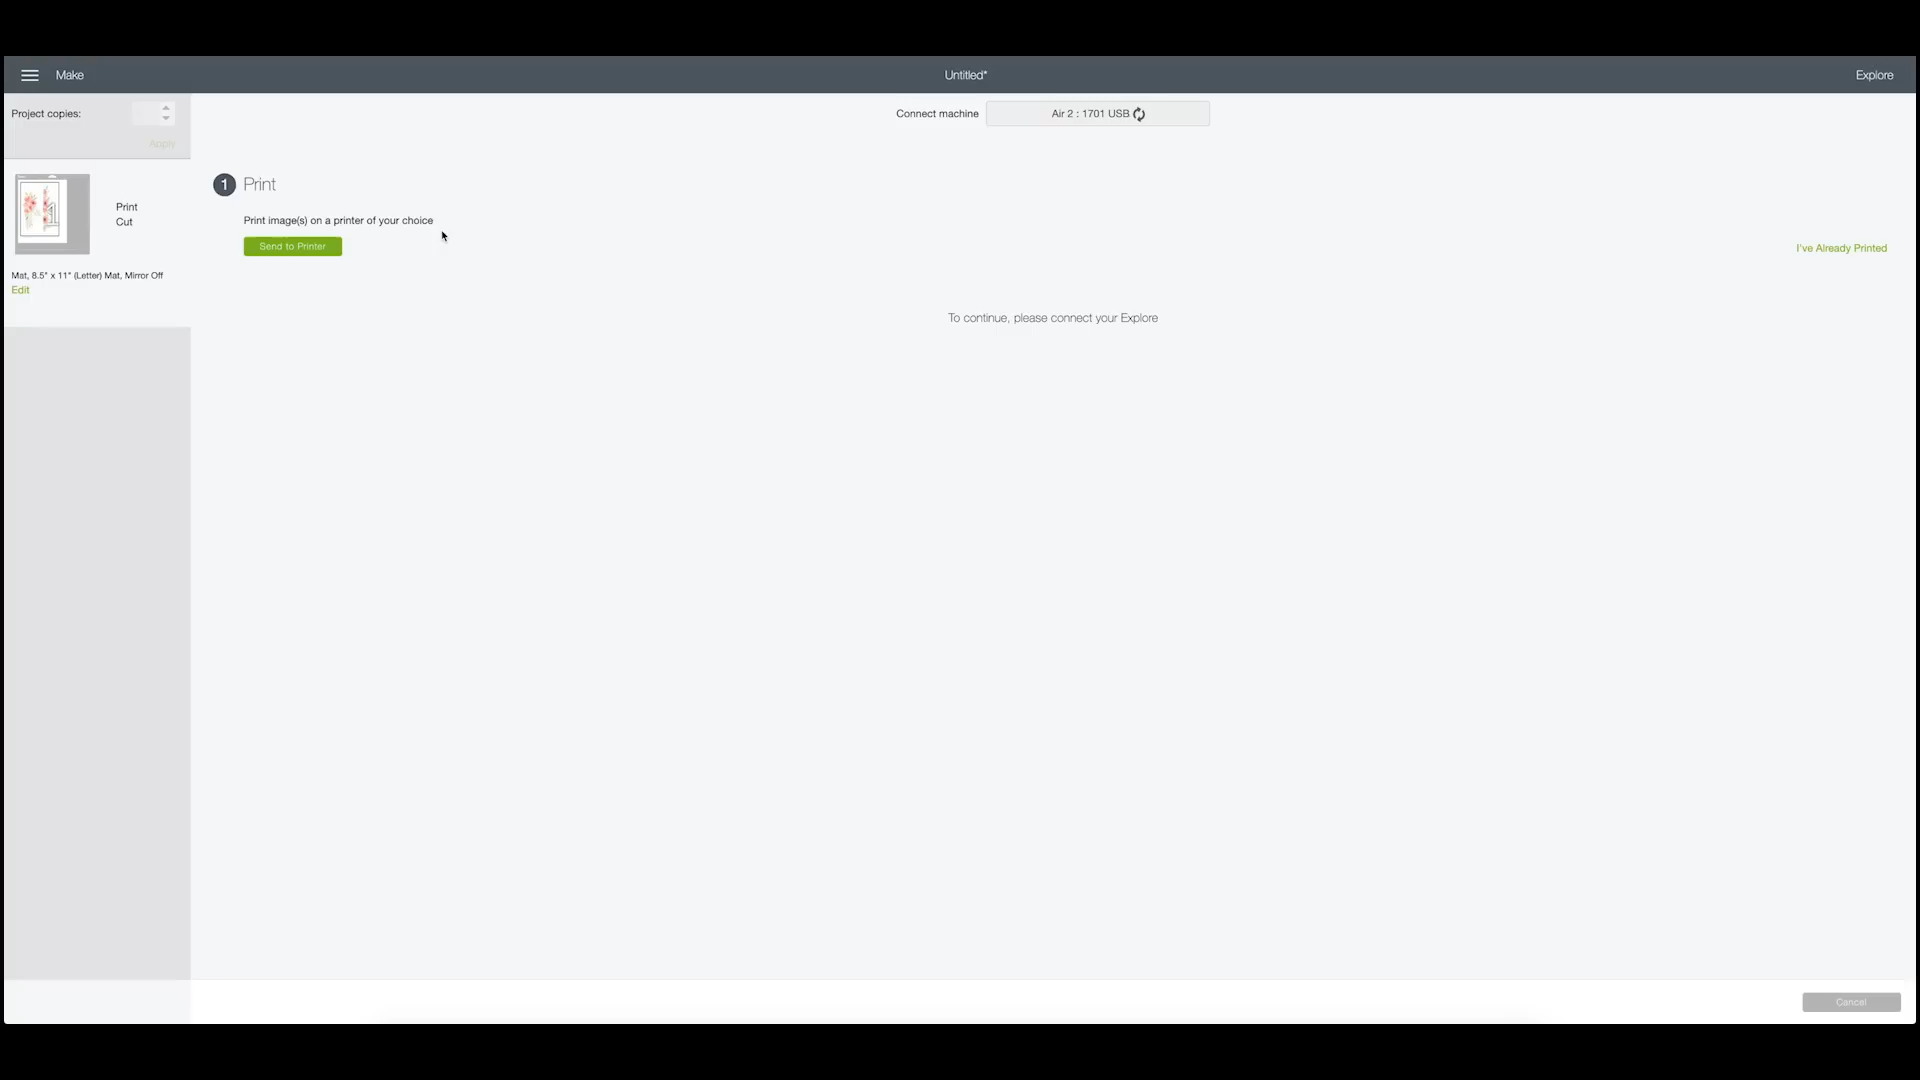 Make
Untitled*
Explore
Project copies:
Apply
Connect machine
Air 2 : 1701 USB
1 Print
Print
Cut
Print image(s) on a printer of your choice
Send to Printer
I've Already Printed
Mat, 8.5" x 11" (Letter) Mat, Mirror Off
Edit
To continue, please connect your Explore
Cancel